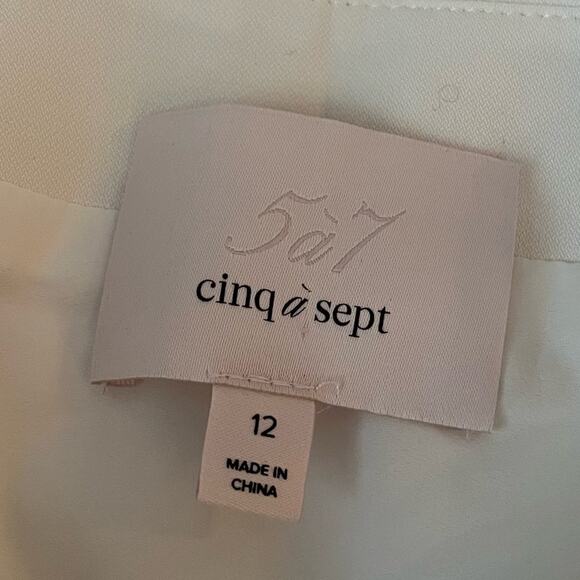 5à7
cinq à sept
12
MADE IN
CHINA